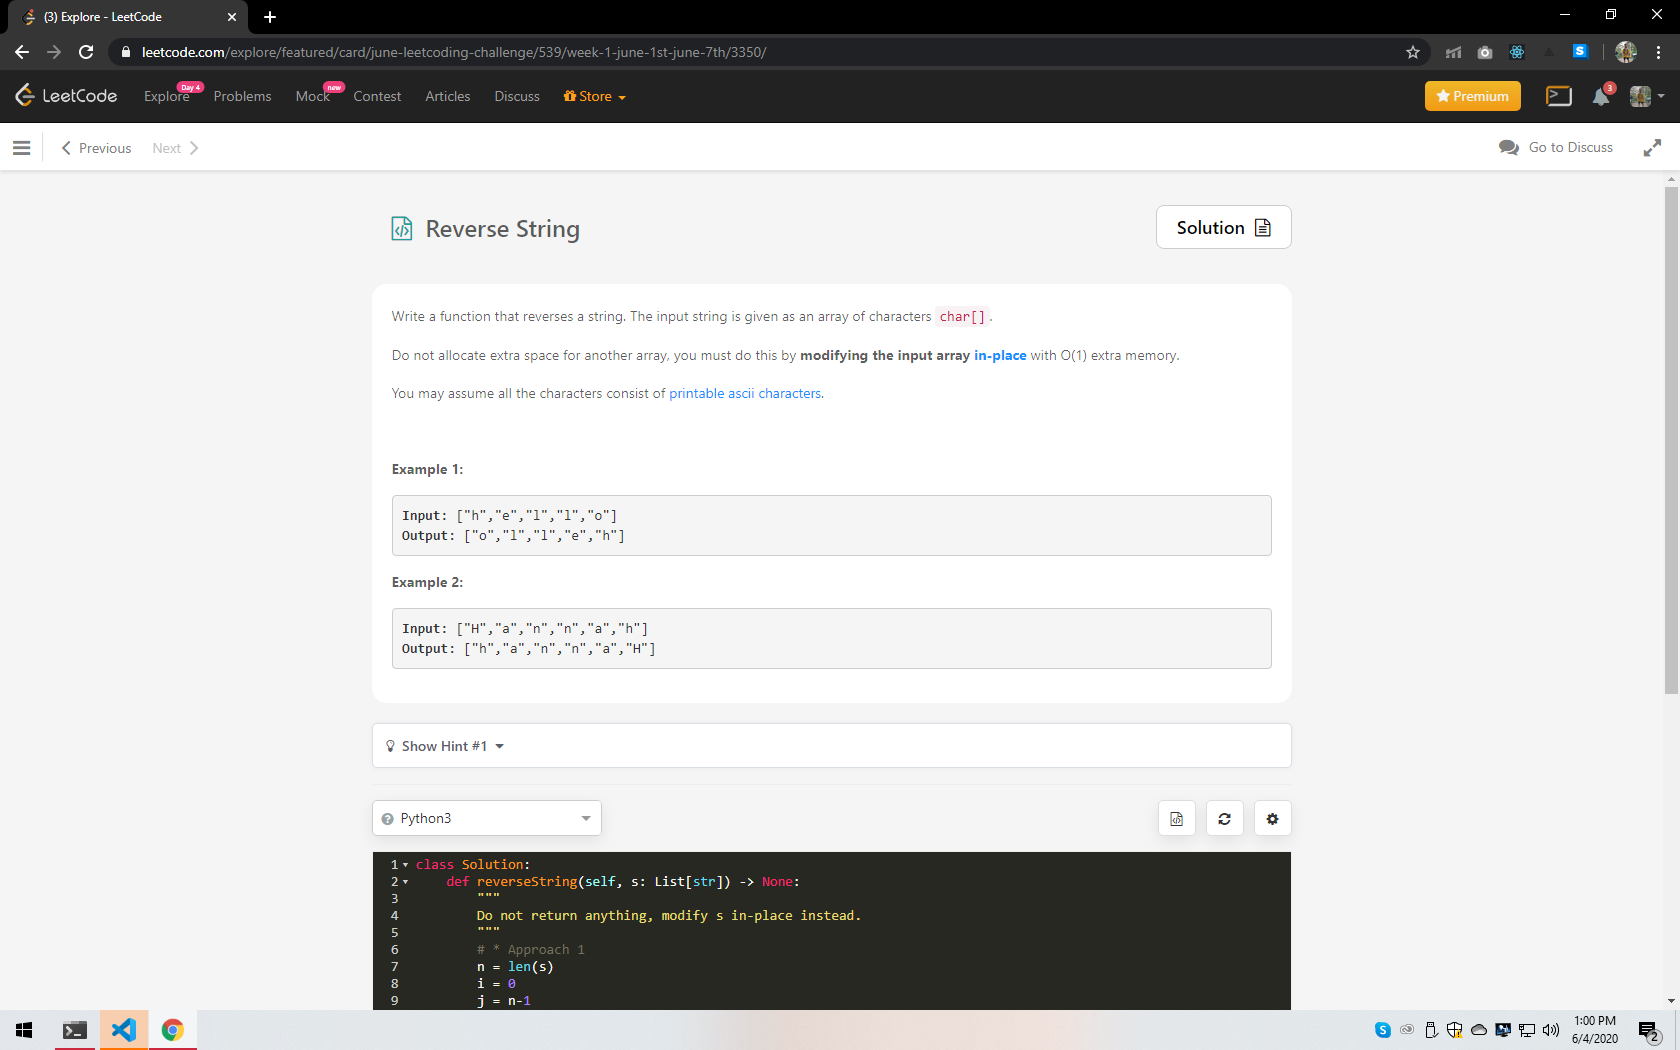 (3) Explore - LeetCode
leetcode.com/explore/featured/card/june-leetcoding-challenge/539/week-1-june-1st-june-7th/3350/
LeetCode
Explore Day 4 Problems Mock new Contest Articles Discuss Store Premium 3
Previous Next Go to Discuss
Reverse String Solution
Write a function that reverses a string. The input string is given as an array of characters char[].
Do not allocate extra space for another array, you must do this by modifying the input array in-place with O(1) extra memory.
You may assume all the characters consist of printable ascii characters.
Example 1:
Input: ["h","e","l","l","o"]
Output: ["o","l","l","e","h"]
Example 2:
Input: ["H","a","n","n","a","h"]
Output: ["h","a","n","n","a","H"]
Show Hint #1
Python3
1 class Solution:
2     def reverseString(self, s: List[str]) -> None:
3         """
4         Do not return anything, modify s in-place instead.
5         """
6         # * Approach 1
7         n = len(s)
8         i = 0
9         j = n-1
1:00 PM
6/4/2020
2